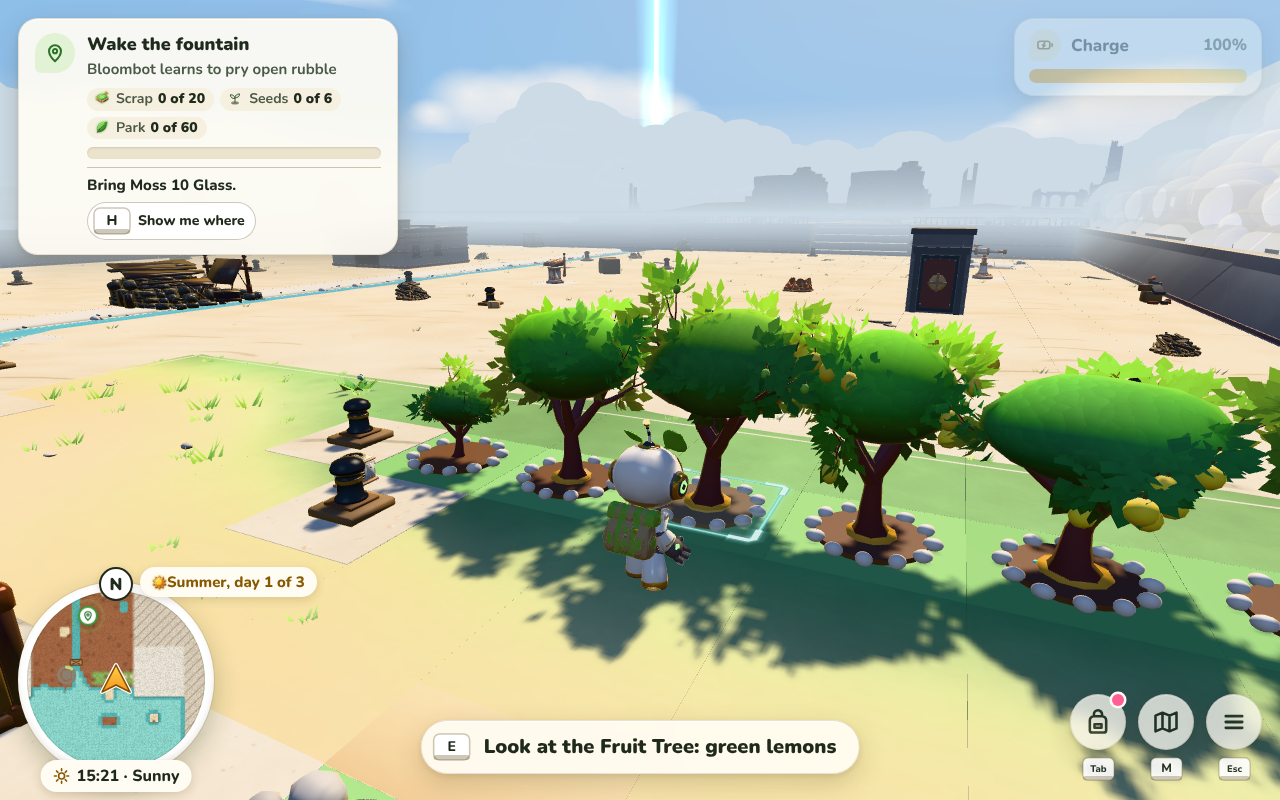 Wake the fountain
Bloombot learns to pry open rubble
Scrap 0 of 20 Seeds 0 of 6
Park 0 of 60
Bring Moss 10 Glass.
H Show me where
Charge 100%
N
Summer, day 1 of 3
15:21 · Sunny
E Look at the Fruit Tree: green lemons
Tab M Esc